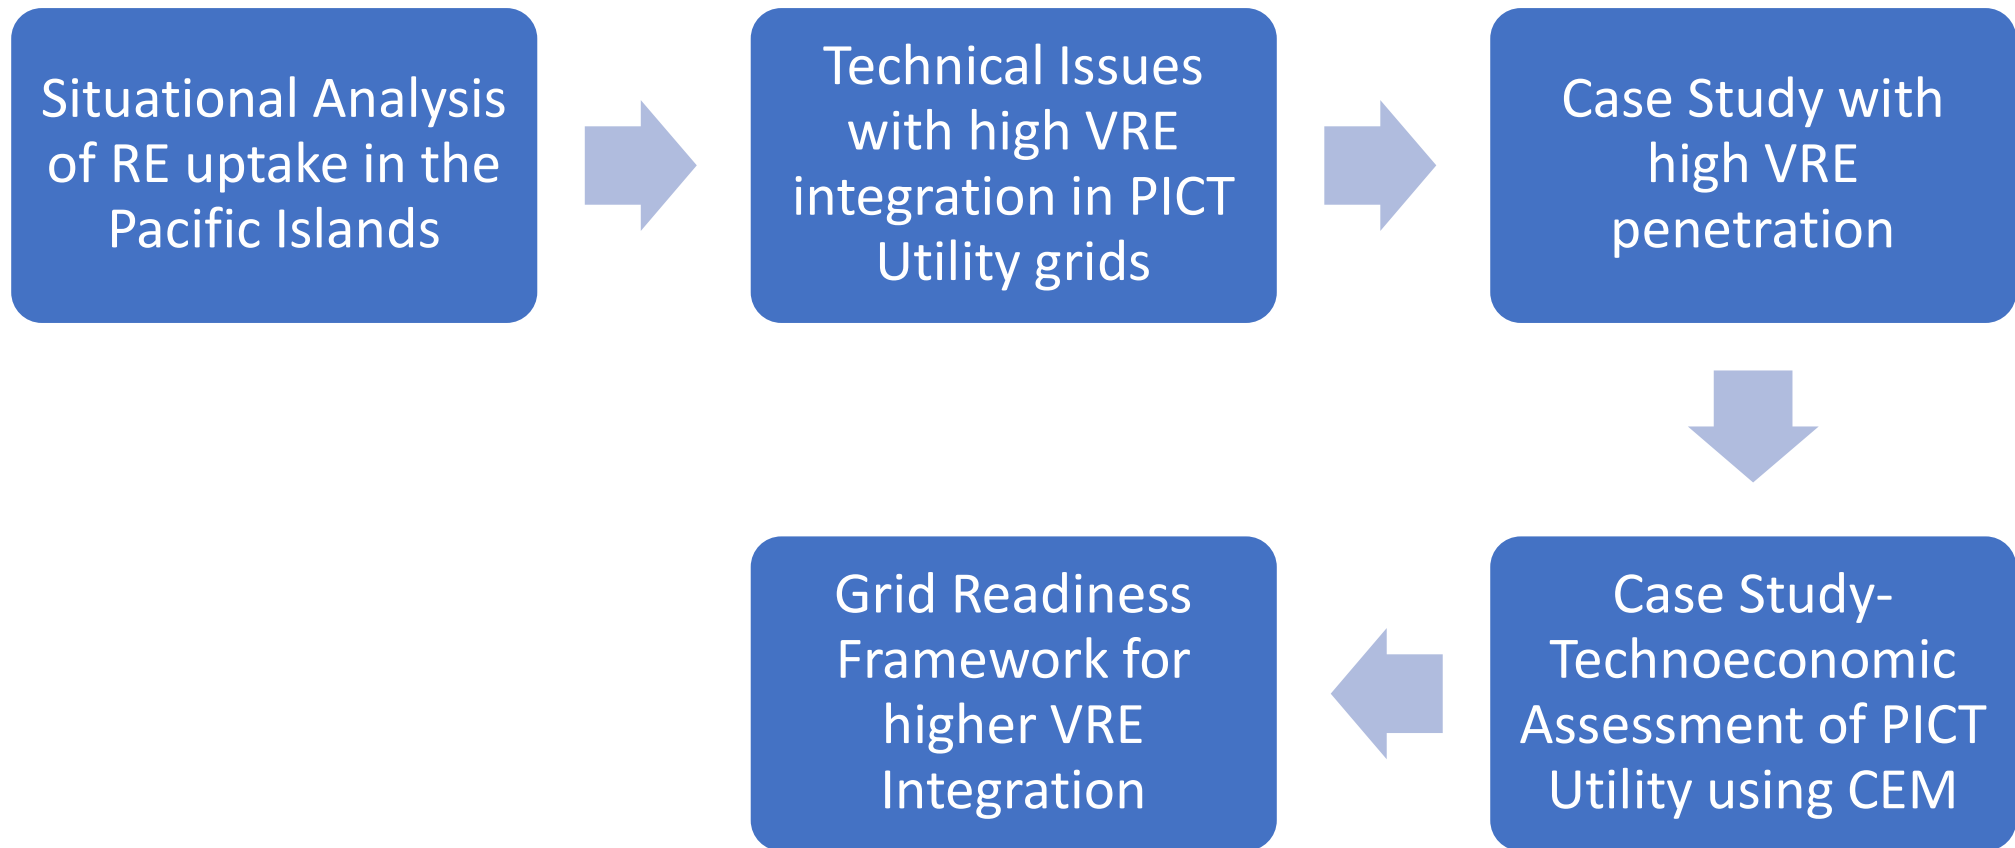 Situational Analysis
of RE uptake in the
Pacific Islands
Technical Issues
with high VRE
integration in PICT
Utility grids
Case Study with
high VRE
penetration
Case Study-
Technoeconomic
Assessment of PICT
Utility using CEM
Grid Readiness
Framework for
higher VRE
Integration